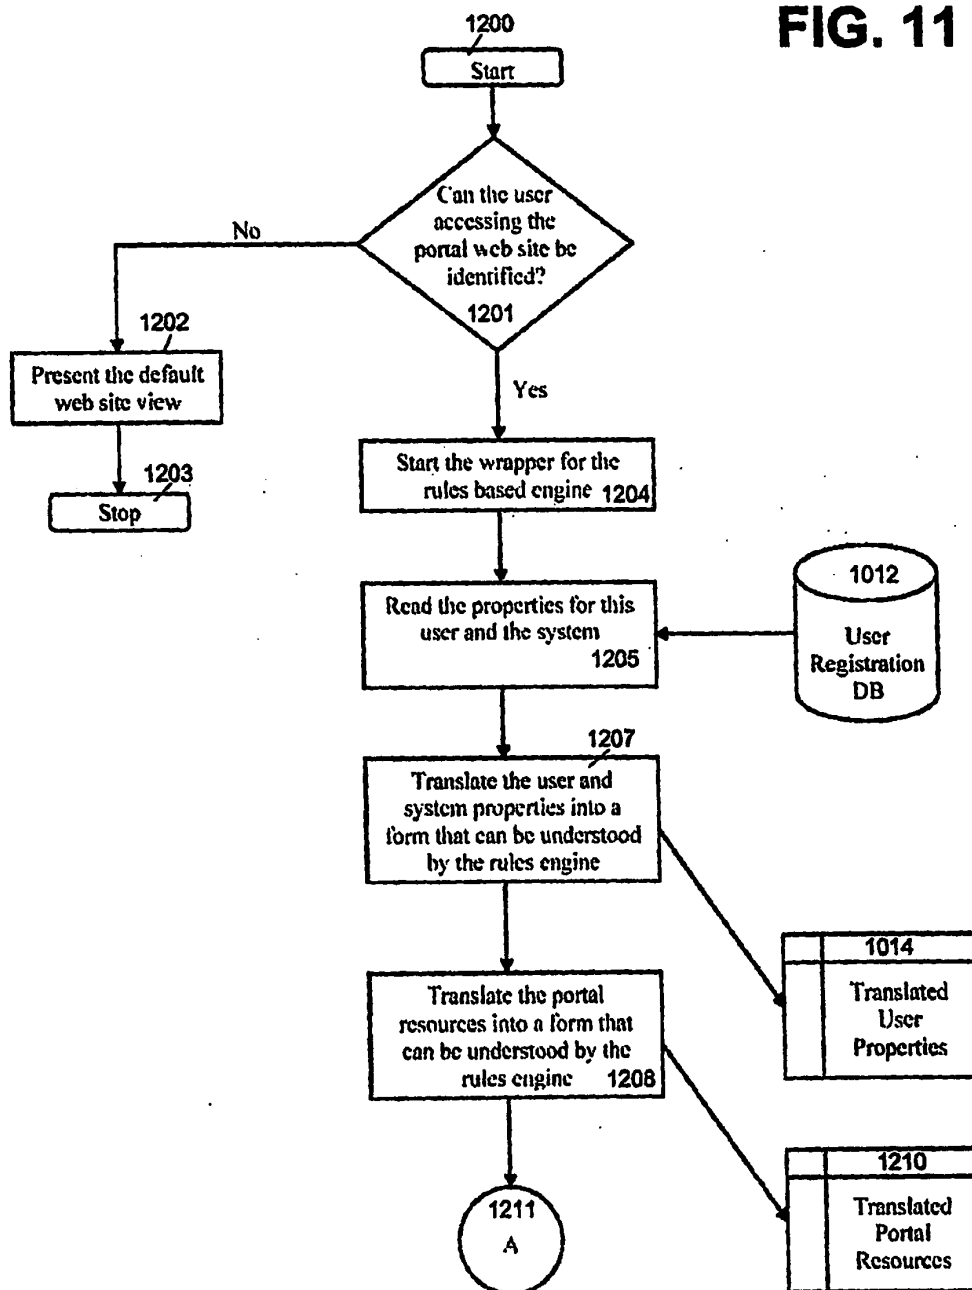 FIG. 11
1200
Start
Can the user
accessing the
portal web site be
identified?
1201
No
Yes
1202
Present the default
web site view
1203
Stop
Start the wrapper for the
rules based engine 1204
Read the properties for this
user and the system
1205
1012
User
Registration
DB
1207
Translate the user and
system properties into a
form that can be understood
by the rules engine
1014
Translated
User
Properties
Translate the portal
resources into a form that
can be understood by the
rules engine 1208
1210
Translated
Portal
Resources
1211
A